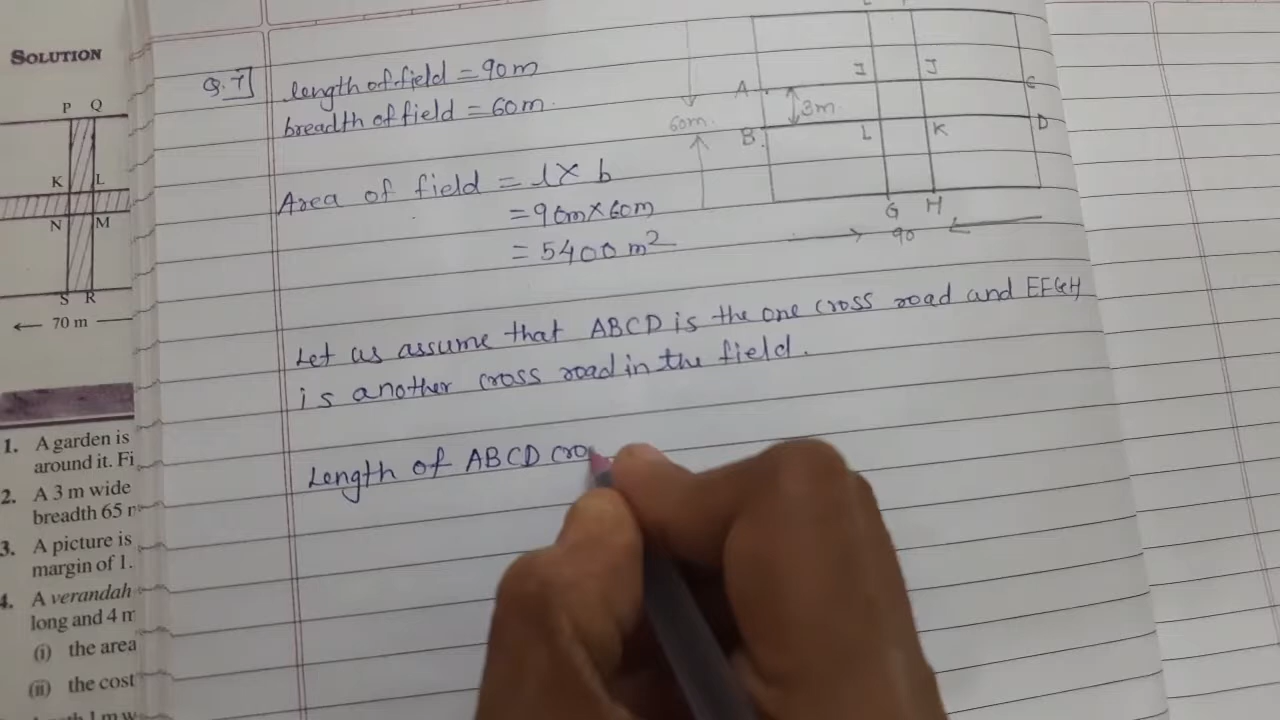 SOLUTION
P Q
K L
N M
S R
← 70 m
1. A garden is
around it. Fi
2. A 3 m wide
breadth 65 r
3. A picture is
margin of 1.
4. A verandah
long and 4 m
(i) the area
(ii) the cost
Q.7] length of field = 90m
breadth of field = 60m.
Area of field = l × b
= 90m × 60m
= 5400 m²
I J
A C
3m.
60m.
B. L K D
G H
90
Let us assume that ABCD is the one cross road and EFGH
is another cross road in the field.
Length of ABCD cro